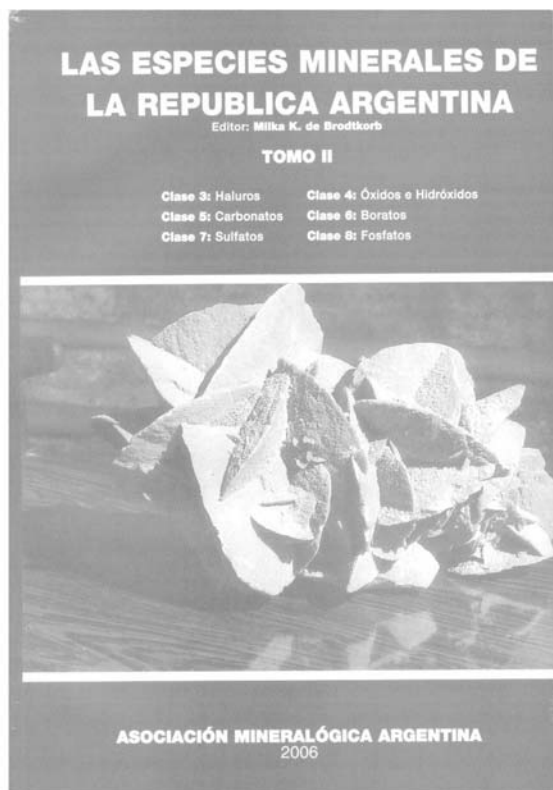 LAS ESPECIES MINERALES DE
LA REPUBLICA ARGENTINA
Editor: Milka K. de Brodtkorb
TOMO II
Clase 3: Haluros Clase 4: Óxidos e Hidróxidos
Clase 5: Carbonatos Clase 6: Boratos
Clase 7: Sulfatos Clase 8: Fosfatos
ASOCIACIÓN MINERALÓGICA ARGENTINA
2006